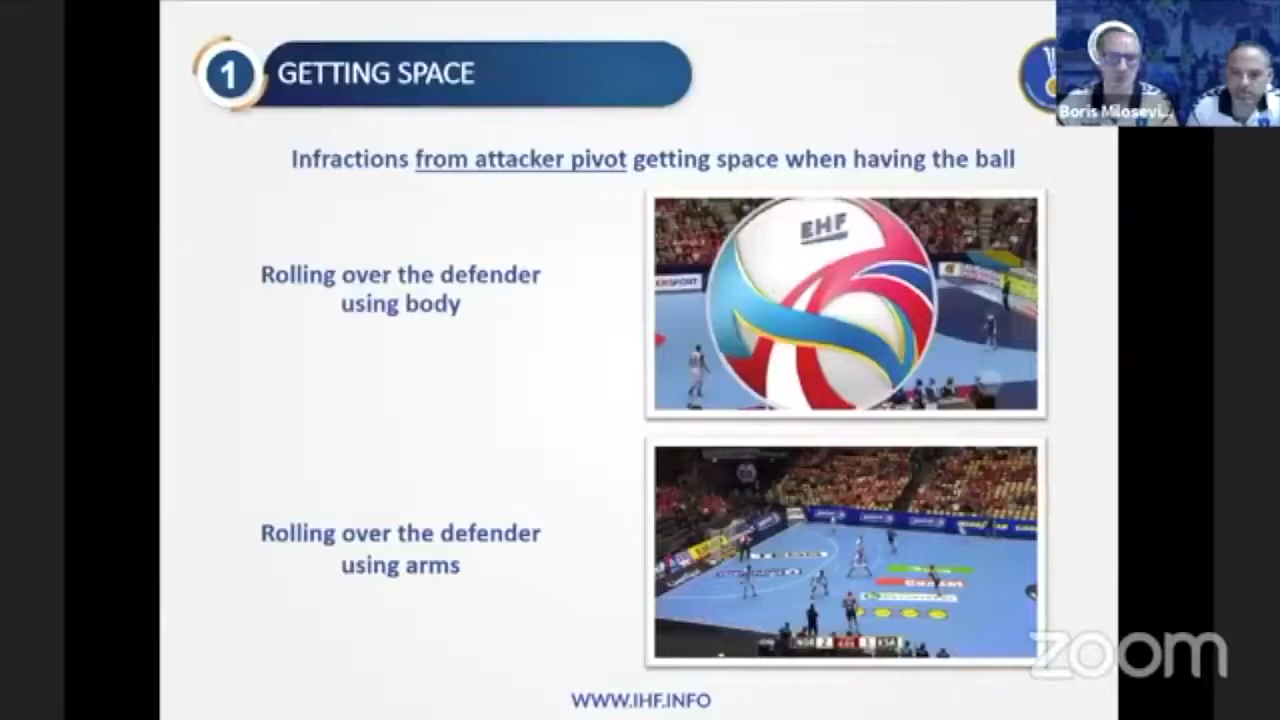 1
GETTING SPACE
Boris Milosevi...
Infractions from attacker pivot getting space when having the ball
EHF
Rolling over the defender
using body
Rolling over the defender
using arms
zoom
WWW.IHF.INFO